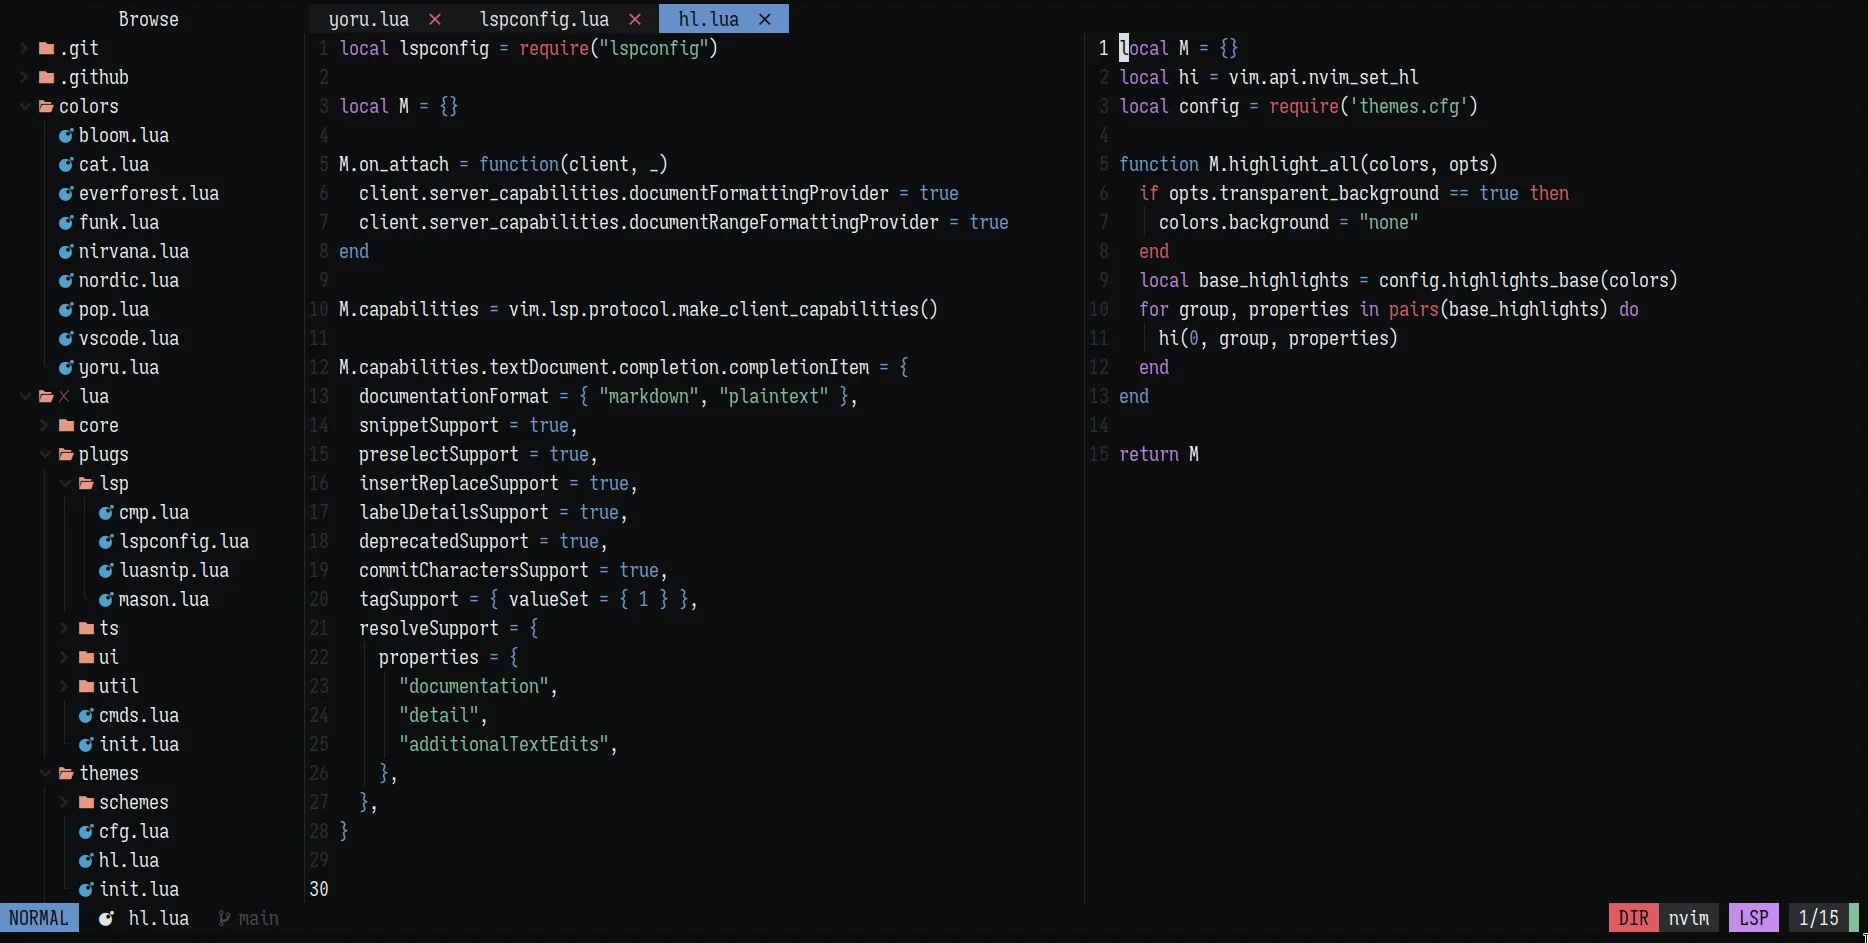 Browse
.git
.github
colors
bloom.lua
cat.lua
everforest.lua
funk.lua
nirvana.lua
nordic.lua
pop.lua
vscode.lua
yoru.lua
lua
core
plugs
lsp
cmp.lua
lspconfig.lua
luasnip.lua
mason.lua
ts
ui
util
cmds.lua
init.lua
themes
schemes
cfg.lua
hl.lua
init.lua
yoru.lua × lspconfig.lua × hl.lua ×
1 local lspconfig = require("lspconfig")
2
3 local M = {}
4
5 M.on_attach = function(client, _)
6   client.server_capabilities.documentFormattingProvider = true
7   client.server_capabilities.documentRangeFormattingProvider = true
8 end
9
10 M.capabilities = vim.lsp.protocol.make_client_capabilities()
11
12 M.capabilities.textDocument.completion.completionItem = {
13   documentationFormat = { "markdown", "plaintext" },
14   snippetSupport = true,
15   preselectSupport = true,
16   insertReplaceSupport = true,
17   labelDetailsSupport = true,
18   deprecatedSupport = true,
19   commitCharactersSupport = true,
20   tagSupport = { valueSet = { 1 } },
21   resolveSupport = {
22     properties = {
23       "documentation",
24       "detail",
25       "additionalTextEdits",
26     },
27   },
28 }
29
30
1 local M = {}
2 local hi = vim.api.nvim_set_hl
3 local config = require('themes.cfg')
4
5 function M.highlight_all(colors, opts)
6   if opts.transparent_background == true then
7     colors.background = "none"
8   end
9   local base_highlights = config.highlights_base(colors)
10   for group, properties in pairs(base_highlights) do
11     hi(0, group, properties)
12   end
13 end
14
15 return M
NORMAL hl.lua main DIR nvim LSP 1/15